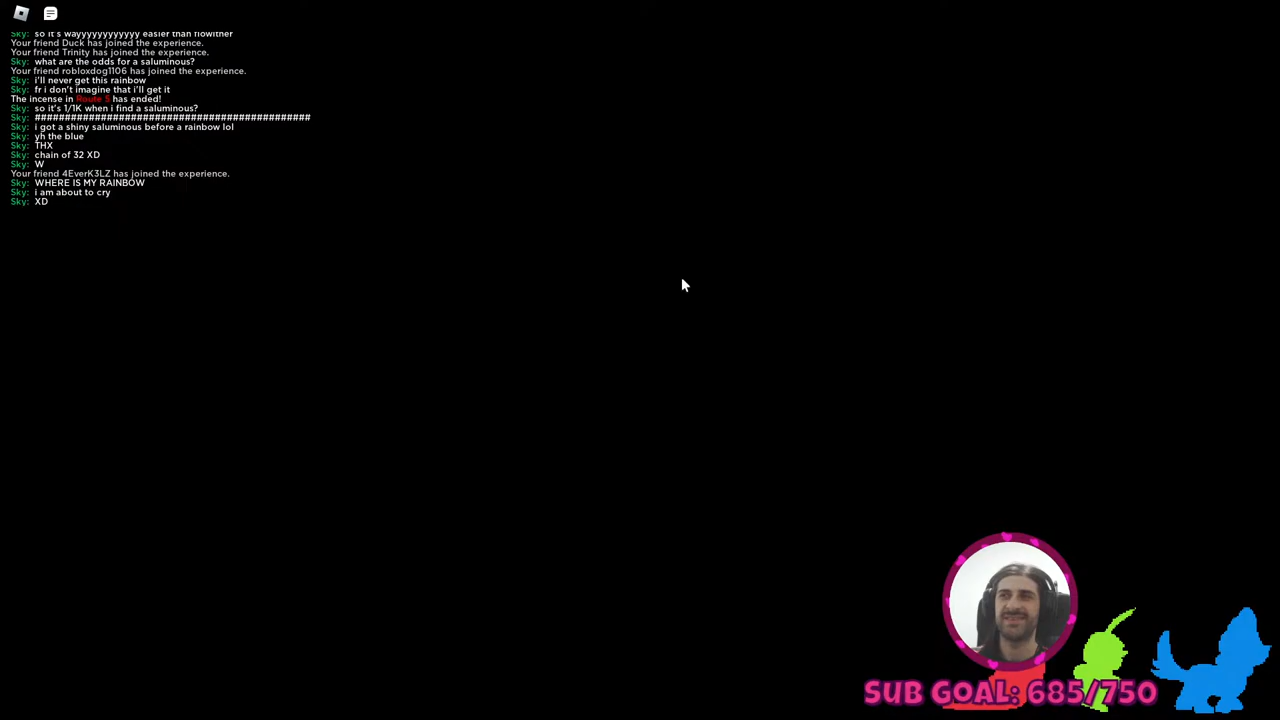 Sky: so it's wayyyyyyyyyyyy easier than flowither
Your friend Duck has joined the experience.
Your friend Trinity has joined the experience.
Sky: what are the odds for a saluminous?
Your friend robloxdog1106 has joined the experience.
Sky: i'll never get this rainbow
Sky: fr i don't imagine that i'll get it
The incense in Route 5 has ended!
Sky: so it's 1/1K when i find a saluminous?
Sky: ##############################################
Sky: i got a shiny saluminous before a rainbow lol
Sky: yh the blue
Sky: THX
Sky: chain of 32 XD
Sky: W
Your friend 4EverK3LZ has joined the experience.
Sky: WHERE IS MY RAINBOW
Sky: i am about to cry
Sky: XD
SUB GOAL: 685/750